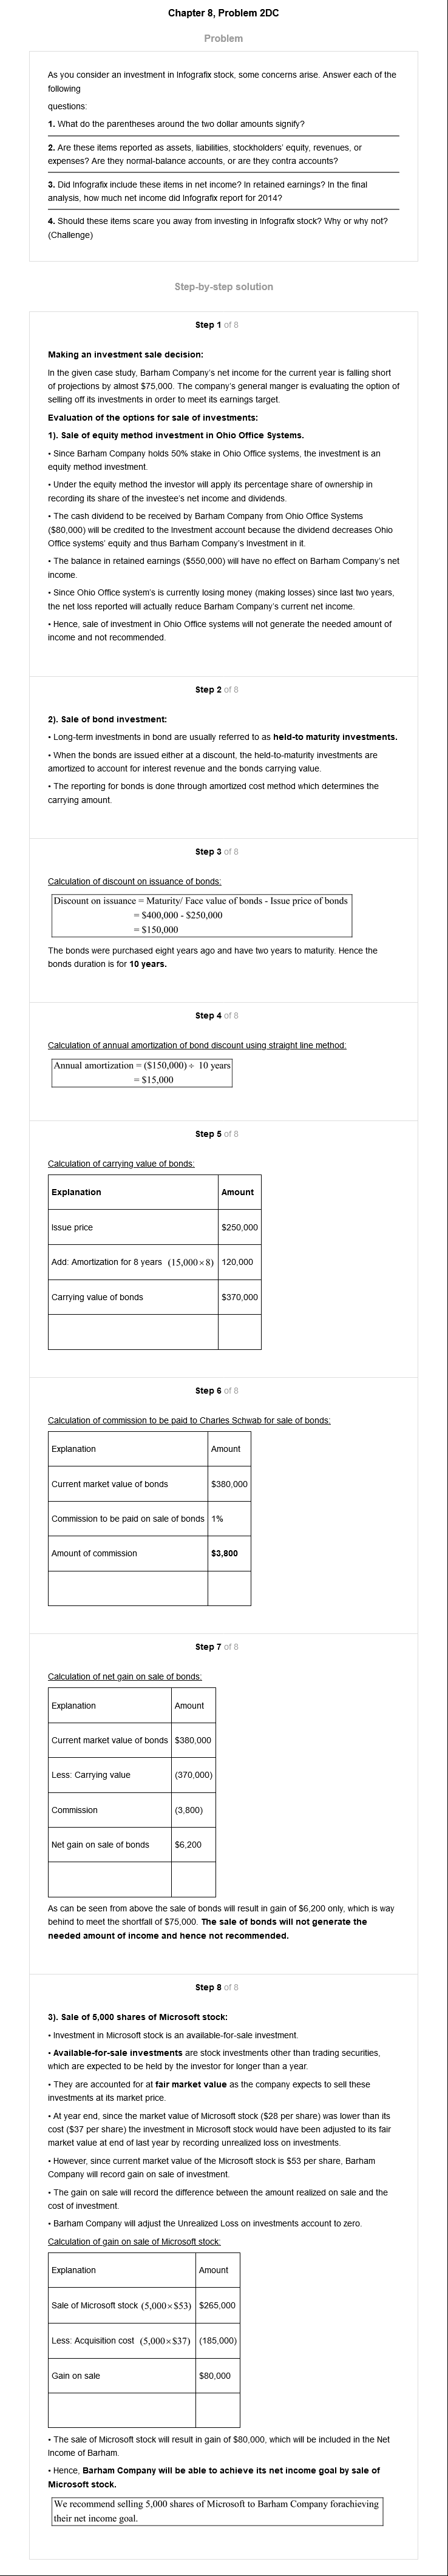 Chapter 8, Problem 2DC
Problem
As you consider an investment in Infografix stock, some concerns arise. Answer each of the
following
questions:
1. What do the parentheses around the two dollar amounts signify?
2. Are these items reported as assets, liabilities, stockholders' equity, revenues, or
expenses? Are they normal-balance accounts, or are they contra accounts?
3. Did Infografix include these items in net income? In retained earnings? In the final
analysis, how much net income did Infografix report for 2014?
4. Should these items scare you away from investing in Infografix stock? Why or why not?
(Challenge)
Step-by-step solution
Step 1 of 8
Making an investment sale decision:
In the given case study, Barham Company's net income for the current year is falling short
of projections by almost $75,000. The company's general manger is evaluating the option of
selling off its investments in order to meet its earnings target.
Evaluation of the options for sale of investments:
1). Sale of equity method investment in Ohio Office Systems.
• Since Barham Company holds 50% stake in Ohio Office systems, the investment is an
equity method investment.
• Under the equity method the investor will apply its percentage share of ownership in
recording its share of the investee's net income and dividends.
• The cash dividend to be received by Barham Company from Ohio Office Systems
($80,000) will be credited to the Investment account because the dividend decreases Ohio
Office systems' equity and thus Barham Company's Investment in it.
• The balance in retained earnings ($550,000) will have no effect on Barham Company's net
income.
• Since Ohio Office system's is currently losing money (making losses) since last two years,
the net loss reported will actually reduce Barham Company's current net income.
• Hence, sale of investment in Ohio Office systems will not generate the needed amount of
income and not recommended.
Step 2 of 8
2). Sale of bond investment:
• Long-term investments in bond are usually referred to as held-to maturity investments.
• When the bonds are issued either at a discount, the held-to-maturity investments are
amortized to account for interest revenue and the bonds carrying value.
• The reporting for bonds is done through amortized cost method which determines the
carrying amount.
Step 3 of 8
Calculation of discount on issuance of bonds:
Discount on issuance = Maturity/ Face value of bonds - Issue price of bonds
= $400,000 - $250,000
= $150,000
The bonds were purchased eight years ago and have two years to maturity. Hence the
bonds duration is for 10 years.
Step 4 of 8
Calculation of annual amortization of bond discount using straight line method:
Annual amortization = ($150,000) ÷ 10 years
= $15,000
Step 5 of 8
Calculation of carrying value of bonds:
Explanation Amount
Issue price $250,000
Add: Amortization for 8 years (15,000×8) 120,000
Carrying value of bonds $370,000
Step 6 of 8
Calculation of commission to be paid to Charles Schwab for sale of bonds:
Explanation Amount
Current market value of bonds $380,000
Commission to be paid on sale of bonds 1%
Amount of commission $3,800
Step 7 of 8
Calculation of net gain on sale of bonds:
Explanation Amount
Current market value of bonds $380,000
Less: Carrying value (370,000)
Commission (3,800)
Net gain on sale of bonds $6,200
As can be seen from above the sale of bonds will result in gain of $6,200 only, which is way
behind to meet the shortfall of $75,000. The sale of bonds will not generate the
needed amount of income and hence not recommended.
Step 8 of 8
3). Sale of 5,000 shares of Microsoft stock:
• Investment in Microsoft stock is an available-for-sale investment.
• Available-for-sale investments are stock investments other than trading securities,
which are expected to be held by the investor for longer than a year.
• They are accounted for at fair market value as the company expects to sell these
investments at its market price.
• At year end, since the market value of Microsoft stock ($28 per share) was lower than its
cost ($37 per share) the investment in Microsoft stock would have been adjusted to its fair
market value at end of last year by recording unrealized loss on investments.
• However, since current market value of the Microsoft stock is $53 per share, Barham
Company will record gain on sale of investment.
• The gain on sale will record the difference between the amount realized on sale and the
cost of investment.
• Barham Company will adjust the Unrealized Loss on investments account to zero.
Calculation of gain on sale of Microsoft stock:
Explanation Amount
Sale of Microsoft stock (5,000×$53) $265,000
Less: Acquisition cost (5,000×$37) (185,000)
Gain on sale $80,000
• The sale of Microsoft stock will result in gain of $80,000, which will be included in the Net
Income of Barham.
• Hence, Barham Company will be able to achieve its net income goal by sale of
Microsoft stock.
We recommend selling 5,000 shares of Microsoft to Barham Company forachieving
their net income goal.